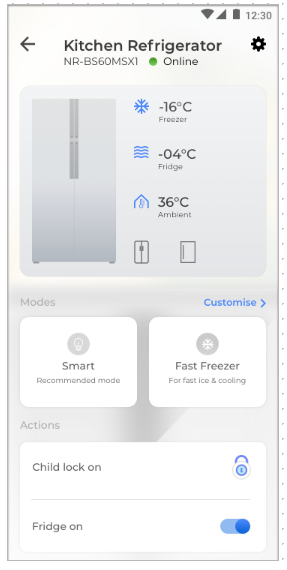 12:30
Kitchen Refrigerator
NR-BS60MSX1 Online
-16°C
Freezer
-04°C
Fridge
36°C
Ambient
Modes Customise
Smart
Recommended mode
Fast Freezer
For fast ice & cooling
Actions
Child lock on
Fridge on